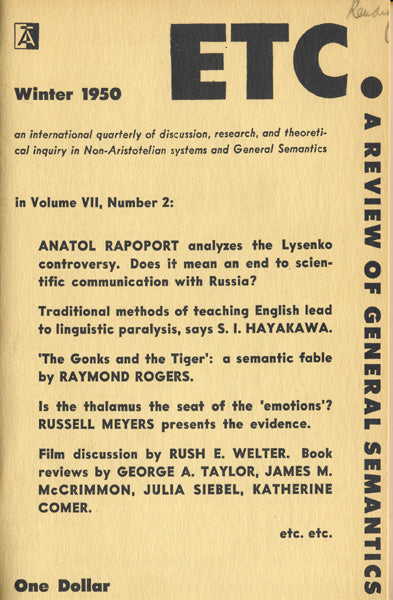 ETC.
Winter 1950
an international quarterly of discussion, research, and theoreti-
cal inquiry in Non-Aristotelian systems and General Semantics
in Volume VII, Number 2:
ANATOL RAPOPORT analyzes the Lysenko
controversy. Does it mean an end to scien-
tific communication with Russia?
Traditional methods of teaching English lead
to linguistic paralysis, says S. I. HAYAKAWA.
'The Gonks and the Tiger': a semantic fable
by RAYMOND ROGERS.
Is the thalamus the seat of the 'emotions'?
RUSSELL MEYERS presents the evidence.
Film discussion by RUSH E. WELTER. Book
reviews by GEORGE A. TAYLOR, JAMES M.
McCRIMMON, JULIA SIEBEL, KATHERINE
COMER.
etc. etc.
One Dollar
A REVIEW OF GENERAL SEMANTICS